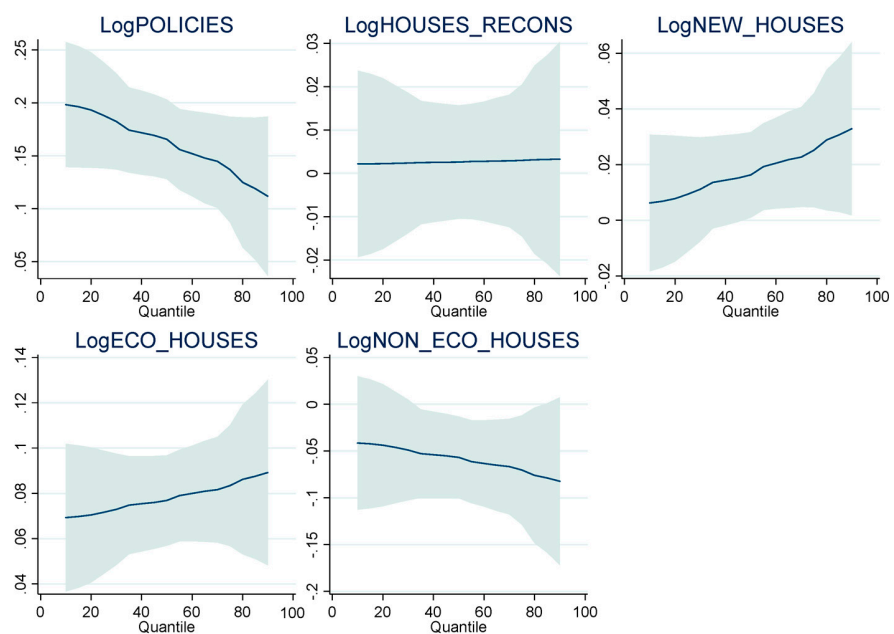 LogPOLICIES
.25
.2
.15
.1
.05
0 20 40 60 80 100
Quantile
LogHOUSES_RECONS
.03
.02
.01
0
-.01
-.02
0 20 40 60 80 100
Quantile
LogNEW_HOUSES
.06
.04
.02
0
-.02
0 20 40 60 80 100
Quantile
LogECO_HOUSES
.14
.12
.1
.08
.06
.04
0 20 40 60 80 100
Quantile
LogNON_ECO_HOUSES
.05
0
-.05
-.1
-.15
-.2
0 20 40 60 80 100
Quantile